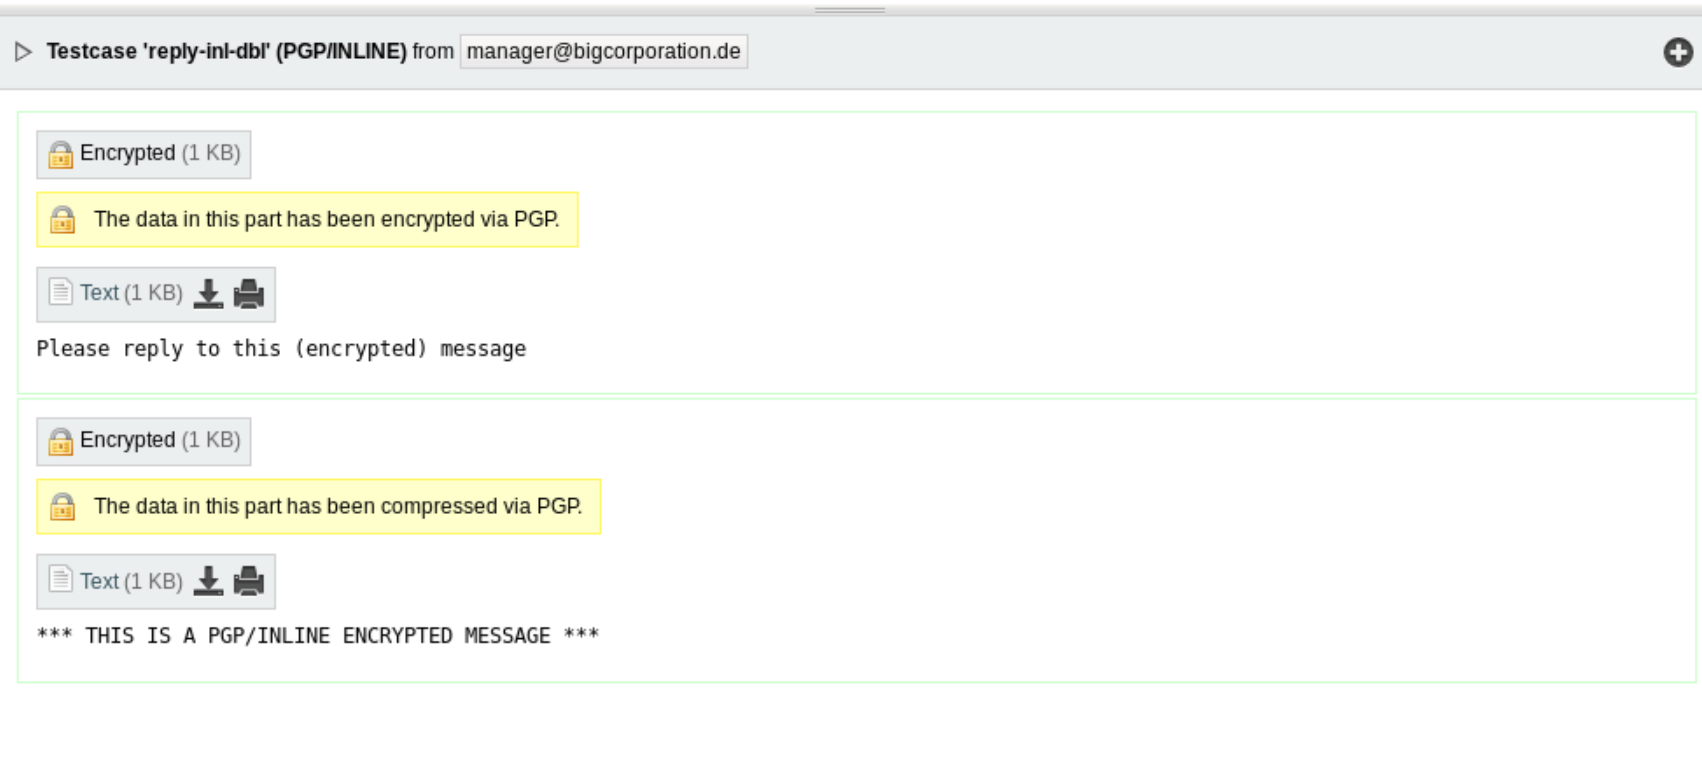 Testcase 'reply-inl-dbl' (PGP/INLINE) from manager@bigcorporation.de
Encrypted (1 KB)
The data in this part has been encrypted via PGP.
Text (1 KB)
Please reply to this (encrypted) message
Encrypted (1 KB)
The data in this part has been compressed via PGP.
Text (1 KB)
*** THIS IS A PGP/INLINE ENCRYPTED MESSAGE ***